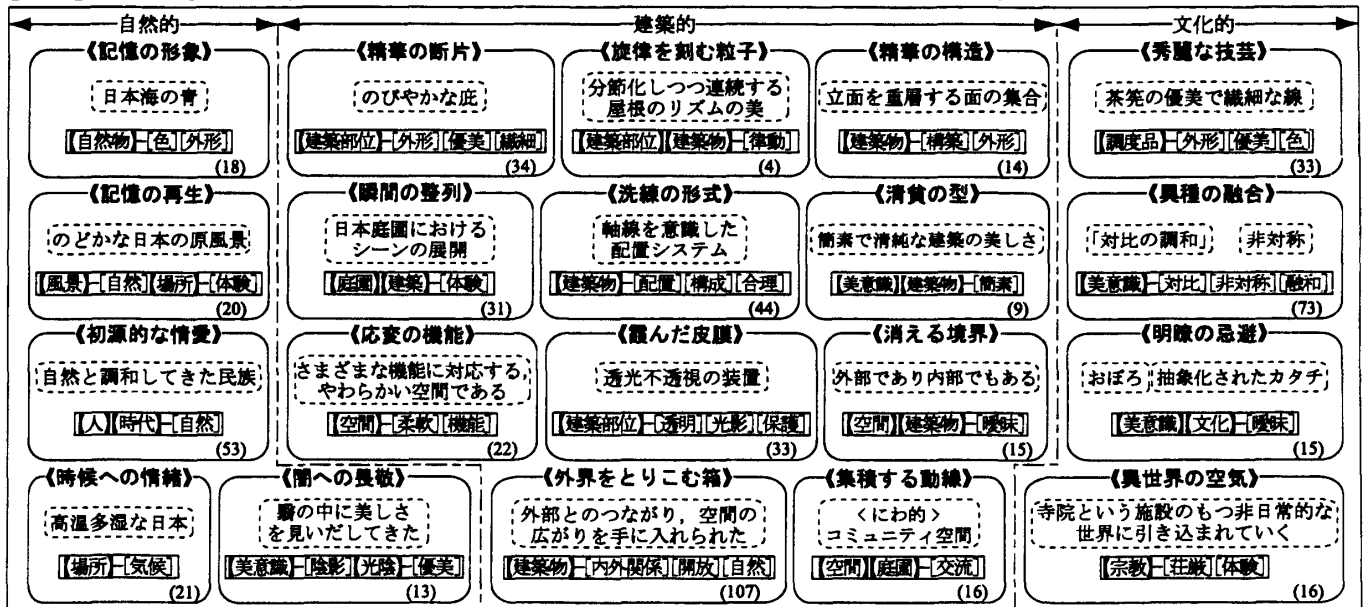 自然的 建築的 文化的
《記憶の形象》 《精華の断片》 《旋律を刻む粒子》 《精華の構造》 《秀麗な技芸》
日本海の青 のびやかな庇 分節化しつつ連続する 立面を重層する面の集合 茶筅の優美で繊細な線
屋根のリズムの美
【自然物】-[色][外形] 【建築部位】-[外形][優美][繊細] 【建築部位】【建築物】-[律動] 【建築物】-[構築][外形] 【調度品】-[外形][優美][色]
(18) (34) (4) (14) (33)
《記憶の再生》 《瞬間の整列》 《洗練の形式》 《清貧の型》 《異種の融合》
のどかな日本の原風景 日本庭園における 軸線を意識した 簡素で清純な建築の美しさ 「対比の調和」 非対称
シーンの展開 配置システム
【風景】-[自然]【場所】-[体験] 【庭園】【建築】-[体験] 【建築物】-[配置][構成][合理] 【美意識】【建築物】-[簡素] 【美意識】-[対比][非対称][融和]
(20) (31) (44) (9) (73)
《初源的な情愛》 《応変の機能》 《霞んだ皮膜》 《消える境界》 《明瞭の忌避》
自然と調和してきた民族 さまざまな機能に対応する, 透光不透視の装置 外部であり内部でもある おぼろ 抽象化されたカタチ
やわらかい空間である
【人】【時代】-[自然] 【空間】-[柔軟][機能] 【建築部位】-[透明][光影][保護] 【空間】【建築物】-[曖昧] 【美意識】【文化】-[曖昧]
(53) (22) (33) (15) (15)
《時候への情緒》 《闇への畏敬》 《外界をとりこむ箱》 《集積する動線》 《異世界の空気》
高温多湿な日本 翳の中に美しさ 外部とのつながり，空間の <にわ的> 寺院という施設のもつ非日常的な
を見いだしてきた 広がりを手に入れられた コミュニティ空間 世界に引き込まれていく
【場所】-[気候] 【美意識】-[陰影][光陰]-[優美] 【建築物】-[内外関係][開放][自然] 【空間】【庭園】-[交流] 【宗教】-[荘厳][体験]
(21) (13) (107) (16) (16)